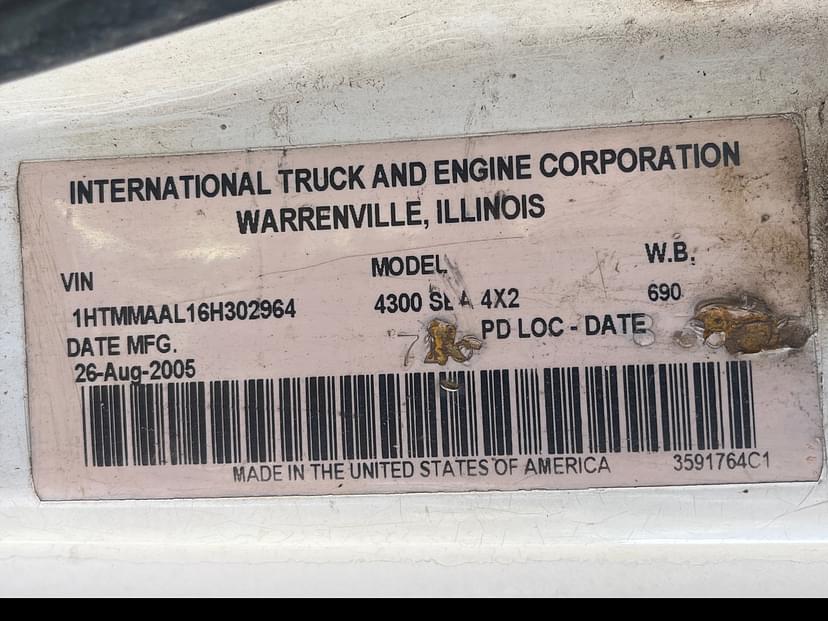 INTERNATIONAL TRUCK AND ENGINE CORPORATION
WARRENVILLE, ILLINOIS
VIN MODEL W.B.
1HTMMAAL16H302964 4300 SBA 4X2 690
DATE MFG. PD LOC - DATE
26-Aug-2005
MADE IN THE UNITED STATES OF AMERICA 3591764C1